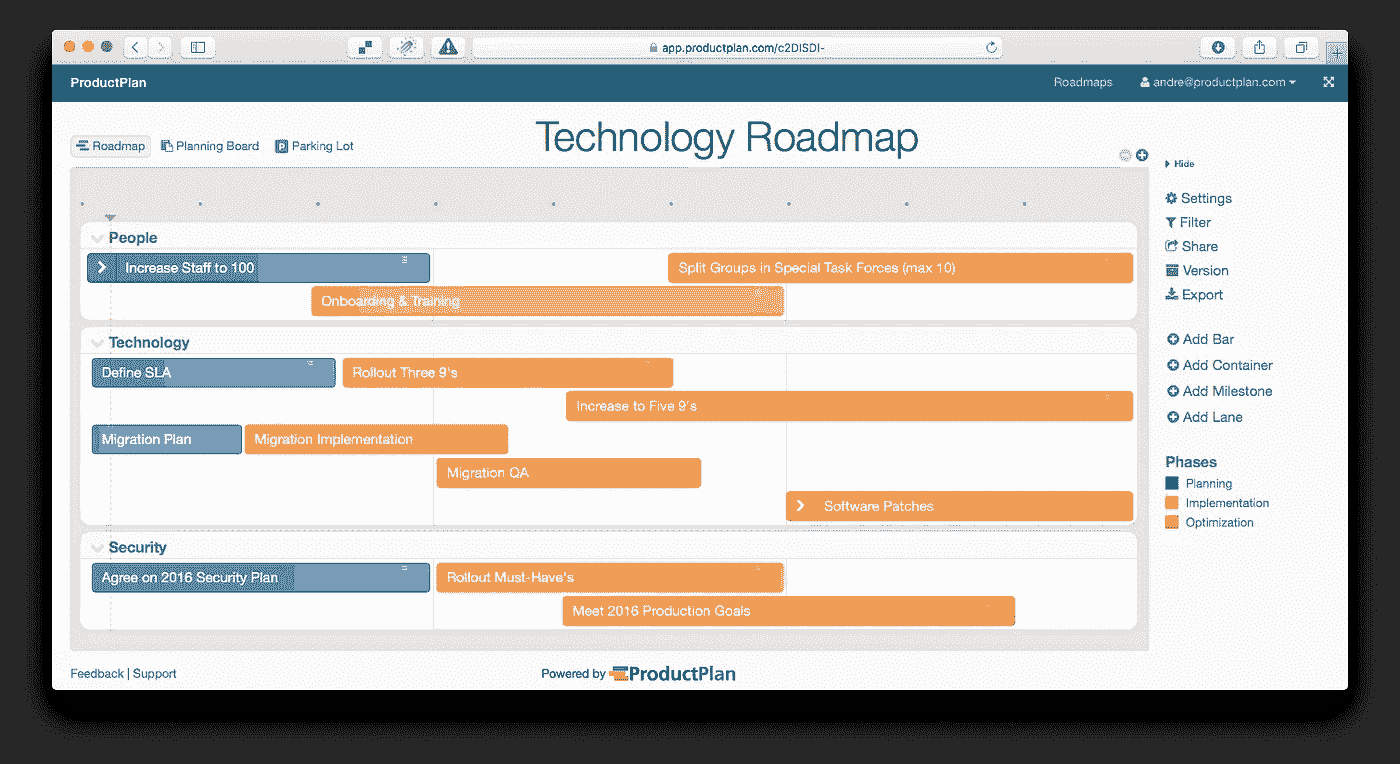 app.productplan.com/c2DISDI-
ProductPlan
Roadmaps
andre@productplan.com
Roadmap
Planning Board
Parking Lot
Technology Roadmap
Hide
Settings
Filter
Share
Version
Export
Add Bar
Add Container
Add Milestone
Add Lane
Phases
Planning
Implementation
Optimization
People
Increase Staff to 100
Split Groups in Special Task Forces (max 10)
Onboarding & Training
Technology
Define SLA
Rollout Three 9's
Increase to Five 9's
Migration Plan
Migration Implementation
Migration QA
Software Patches
Security
Agree on 2016 Security Plan
Rollout Must-Have's
Meet 2016 Production Goals
Feedback | Support
Powered by ProductPlan